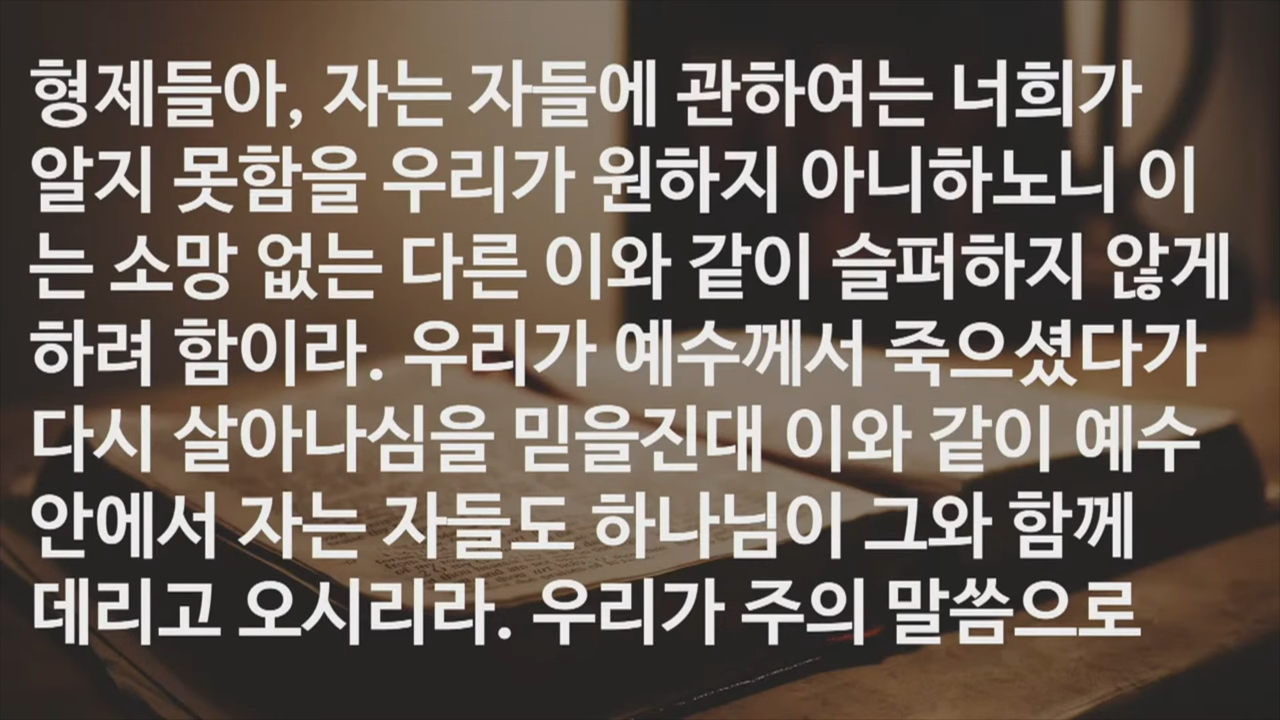 형제들아, 자는 자들에 관하여는 너희가
알지 못함을 우리가 원하지 아니하노니 이
는 소망 없는 다른 이와 같이 슬퍼하지 않게
하려 함이라. 우리가 예수께서 죽으셨다가
다시 살아나심을 믿을진대 이와 같이 예수
안에서 자는 자들도 하나님이 그와 함께
데리고 오시리라. 우리가 주의 말씀으로